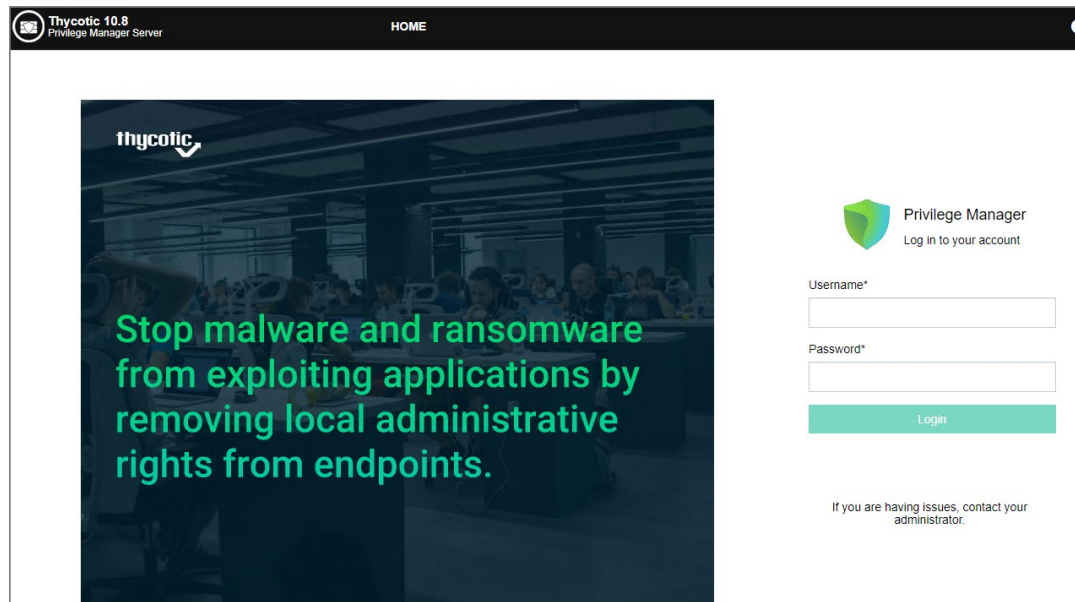 Thycotic 10.8
Privilege Manager Server
HOME
thycotic
Stop malware and ransomware
from exploiting applications by
removing local administrative
rights from endpoints.
Privilege Manager
Log in to your account
Username*
Password*
Login
If you are having issues, contact your
administrator.